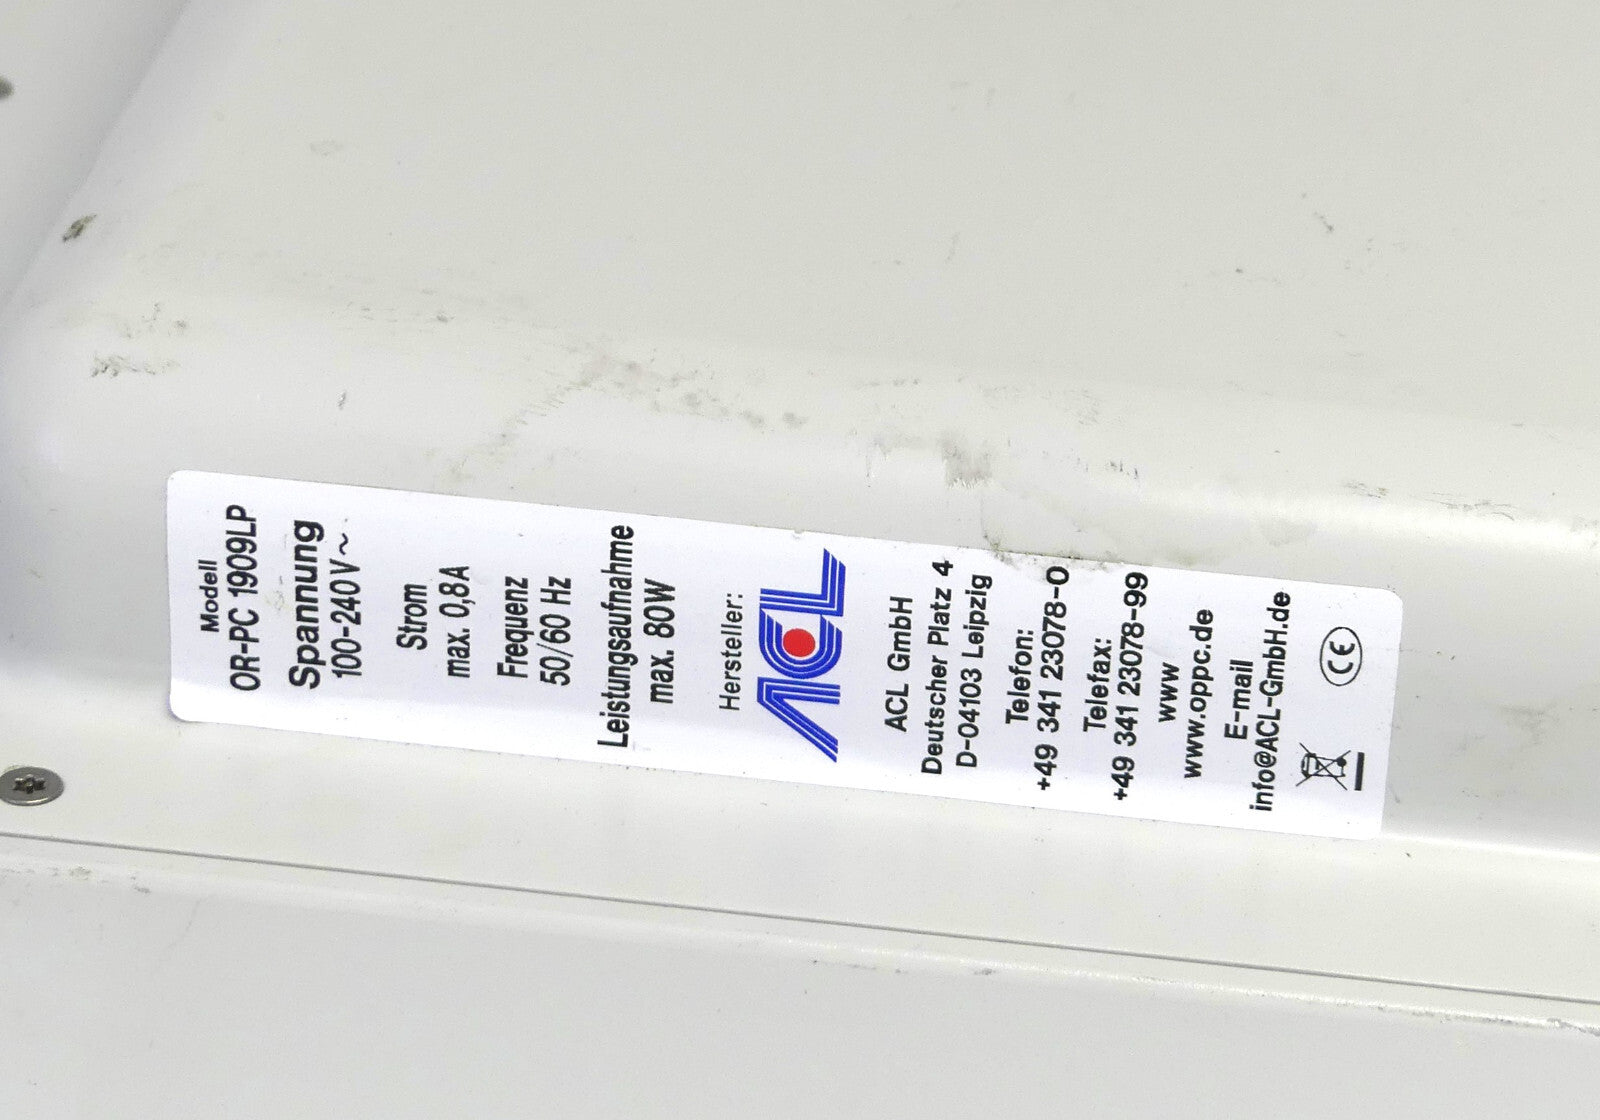 Modell
OR-PC 1909LP
Spannung
100-240V~
Strom
max. 0,8A
Frequenz
50/60 Hz
Leistungsaufnahme
max. 80W
Hersteller:
ACL
ACL GmbH
Deutscher Platz 4
D-04103 Leipzig
Telefon:
+49 341 23078-0
Telefax:
+49 341 23078-99
www
www.oppc.de
E-mail
info@ACL-GmbH.de
CE